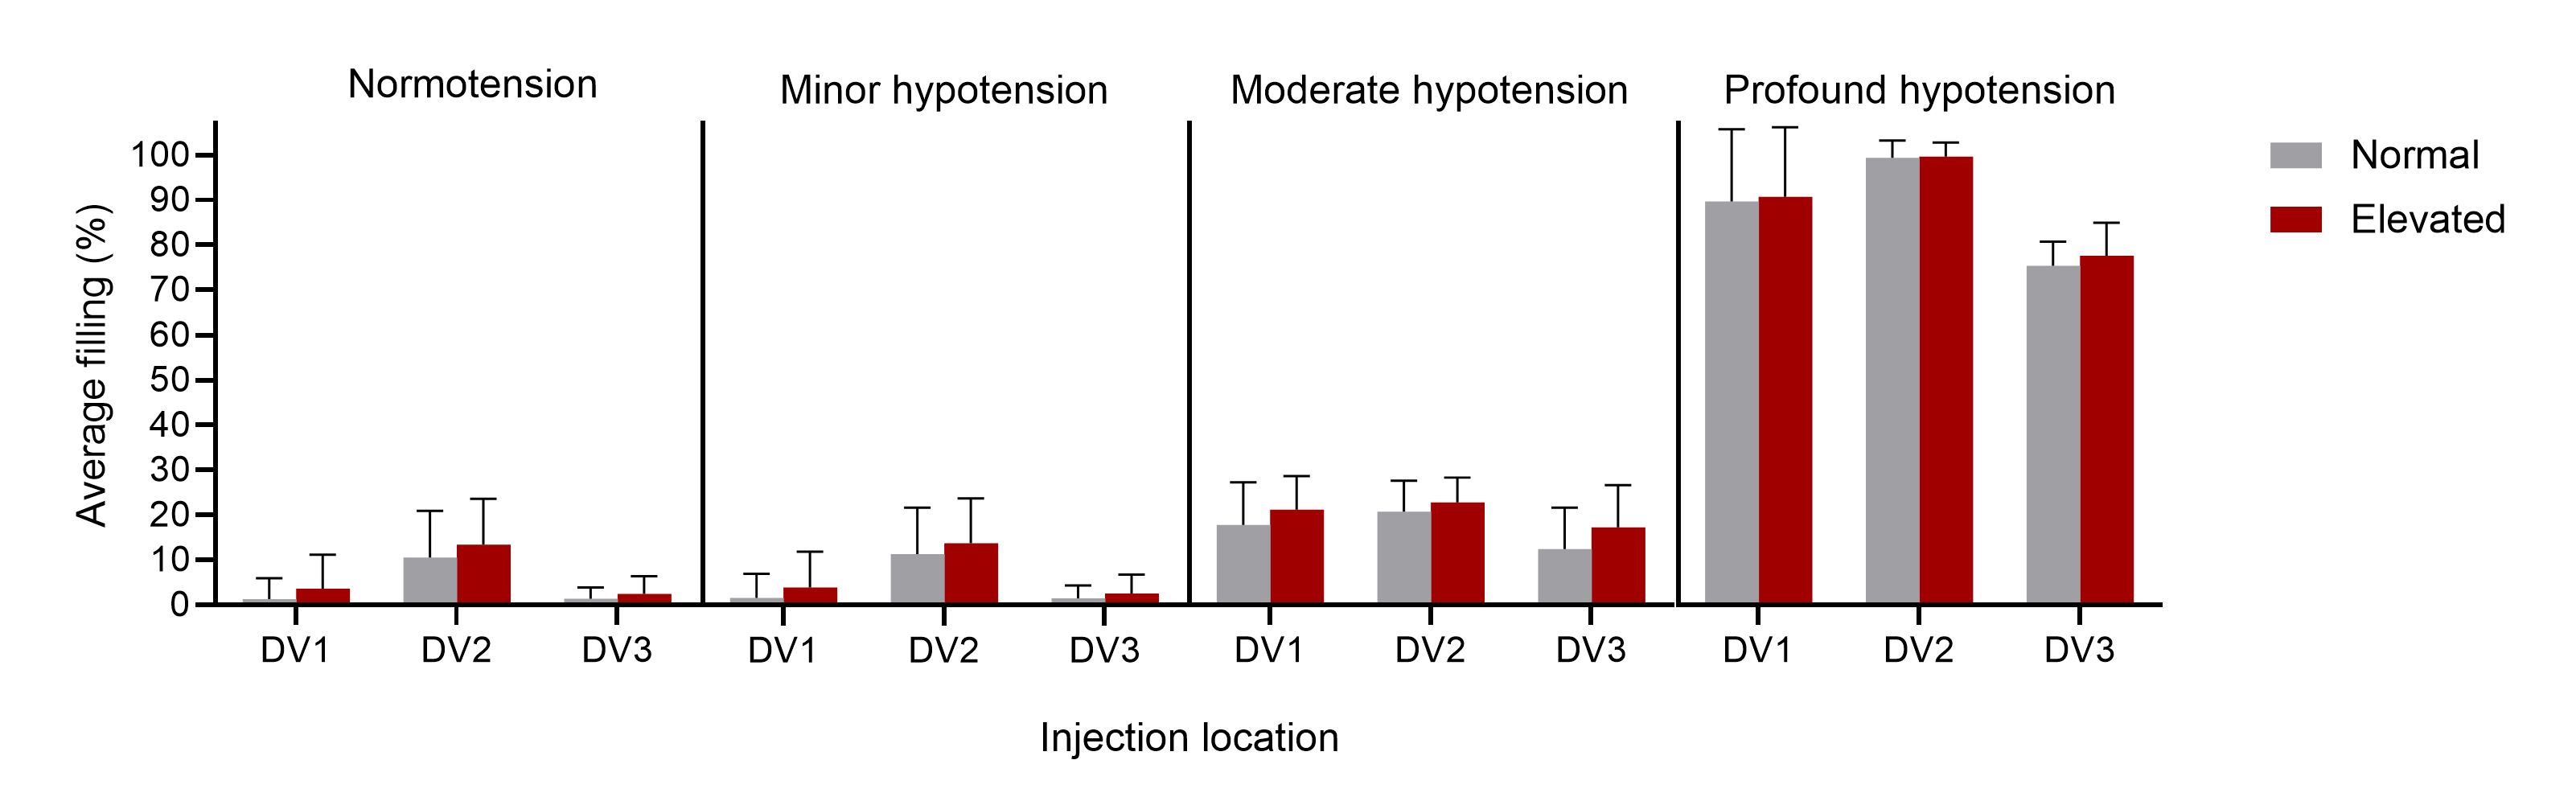 Normotension
Minor hypotension
Moderate hypotension
Profound hypotension
Average filling (%)
100
90
80
70
60
50
40
30
20
10
0
DV1 DV2 DV3 DV1 DV2 DV3 DV1 DV2 DV3 DV1 DV2 DV3
Injection location
Normal
Elevated